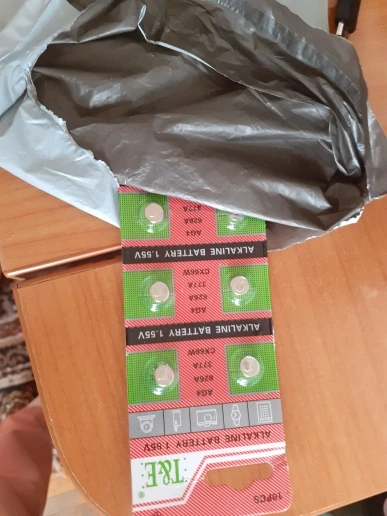 10PCS
T&E®
ALKALINE BATTERY 1.55V
AG4
626A
377A
CX66W
ALKALINE BATTERY 1.55V
AG4
626A
377A
CX66W
ALKALINE BATTERY 1.55V
AG4
626A
377A